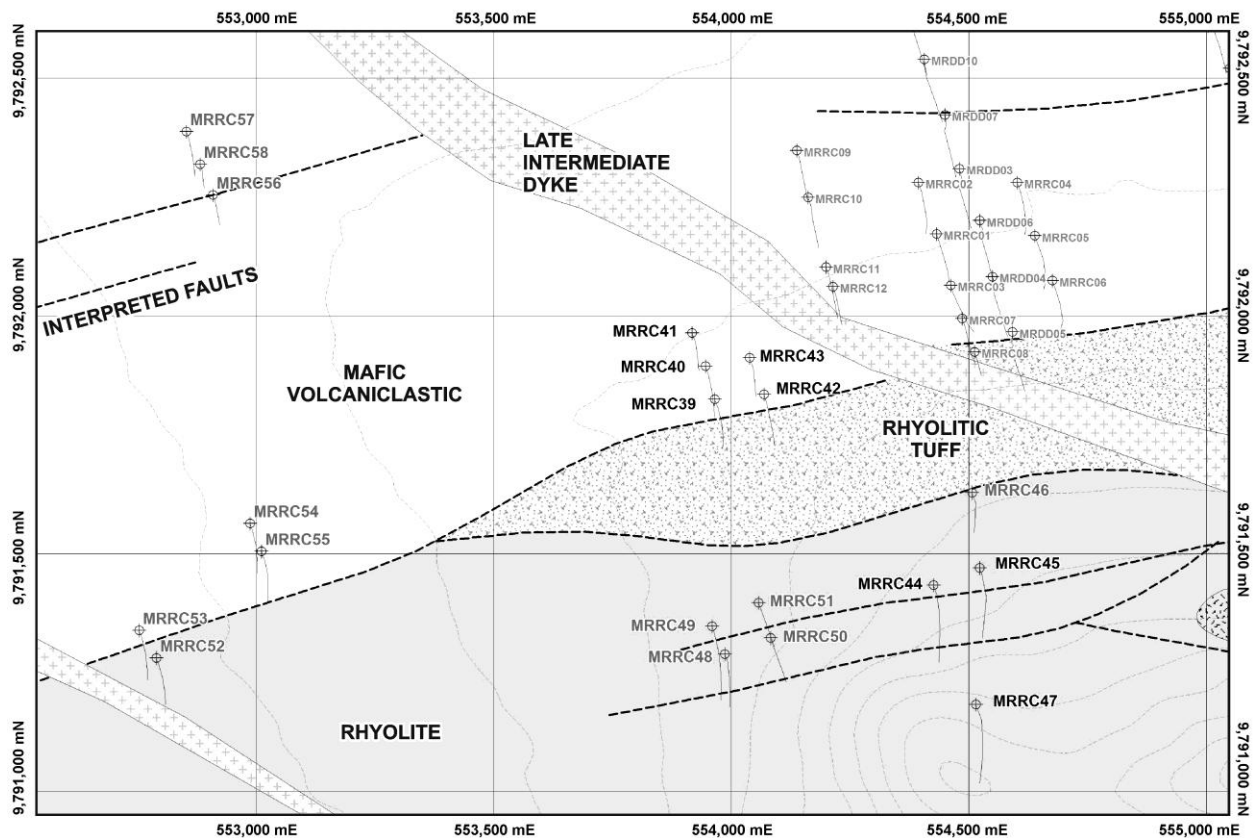 553,000 mE
553,500 mE
554,000 mE
554,500 mE
555,000 mE
9,792,500 mN
9,792,500 mN
MRDD10
MRRC57
MRDD07
MRRC58
LATE
INTERMEDIATE
DYKE
MRRC09
MRDD03
MRRC56
MRRC02
MRRC04
MRRC10
MRDD06
MRRC01
MRRC05
INTERPRETED FAULTS
MRRC11
MRDD04
MRRC06
MRRC12
MRRC03
9,792,000 mN
9,792,000 mN
MRRC07
MRRC41
MRDD05
MRRC43
MRRC08
MRRC40
MAFIC
VOLCANICLASTIC
MRRC42
MRRC39
RHYOLITIC
TUFF
MRRC46
MRRC54
MRRC55
9,791,500 mN
9,791,500 mN
MRRC45
MRRC44
MRRC51
MRRC53
MRRC49
MRRC50
MRRC52
MRRC48
MRRC47
RHYOLITE
9,791,000 mN
9,791,000 mN
553,000 mE
553,500 mE
554,000 mE
554,500 mE
555,000 mE